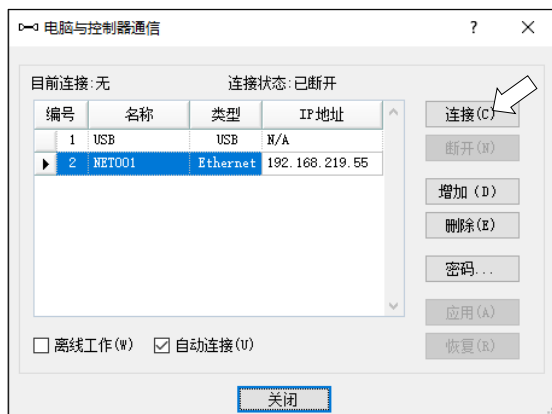 电脑与控制器通信 ?
目前连接:无 连接状态:已断开
编号 名称 类型 IP地址
1 USB USB N/A
2 NET001 Ethernet 192.168.219.55
连接(C)
断开(N)
增加 (D)
删除(E)
密码...
应用(A)
恢复(R)
离线工作(W) 自动连接(U)
关闭